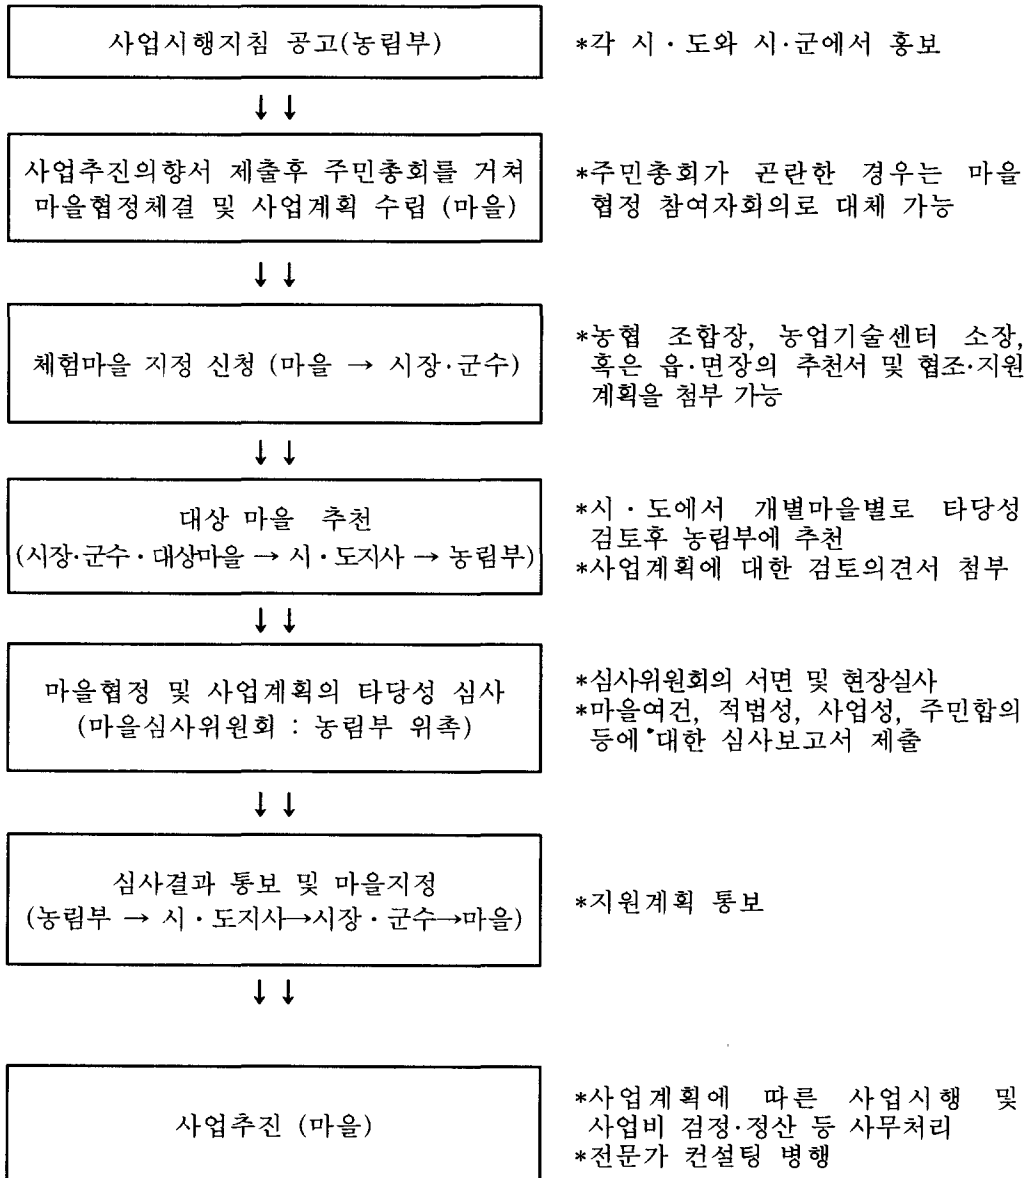 사업시행지침 공고(농림부)
*각 시·도와 시·군에서 홍보
↓↓
사업추진의향서 제출후 주민총회를 거쳐
마을협정체결 및 사업계획 수립 (마을)
*주민총회가 곤란한 경우는 마을
협정 참여자회의로 대체 가능
↓↓
체험마을 지정 신청 (마을 → 시장·군수)
*농협 조합장, 농업기술센터 소장,
혹은 읍·면장의 추천서 및 협조·지원
계획을 첨부 가능
↓↓
대상 마을 추천
(시장·군수·대상마을 → 시·도지사 → 농림부)
*시·도에서 개별마을별로 타당성
검토후 농림부에 추천
*사업계획에 대한 검토의견서 첨부
↓↓
마을협정 및 사업계획의 타당성 심사
(마을심사위원회 : 농림부 위촉)
*심사위원회의 서면 및 현장실사
*마을여건, 적법성, 사업성, 주민합의
등에 대한 심사보고서 제출
↓↓
심사결과 통보 및 마을지정
(농림부 → 시·도지사→시장·군수→마을)
*지원계획 통보
↓↓
사업추진 (마을)
*사업계획에 따른 사업시행 및
사업비 검정·정산 등 사무처리
*전문가 컨설팅 병행